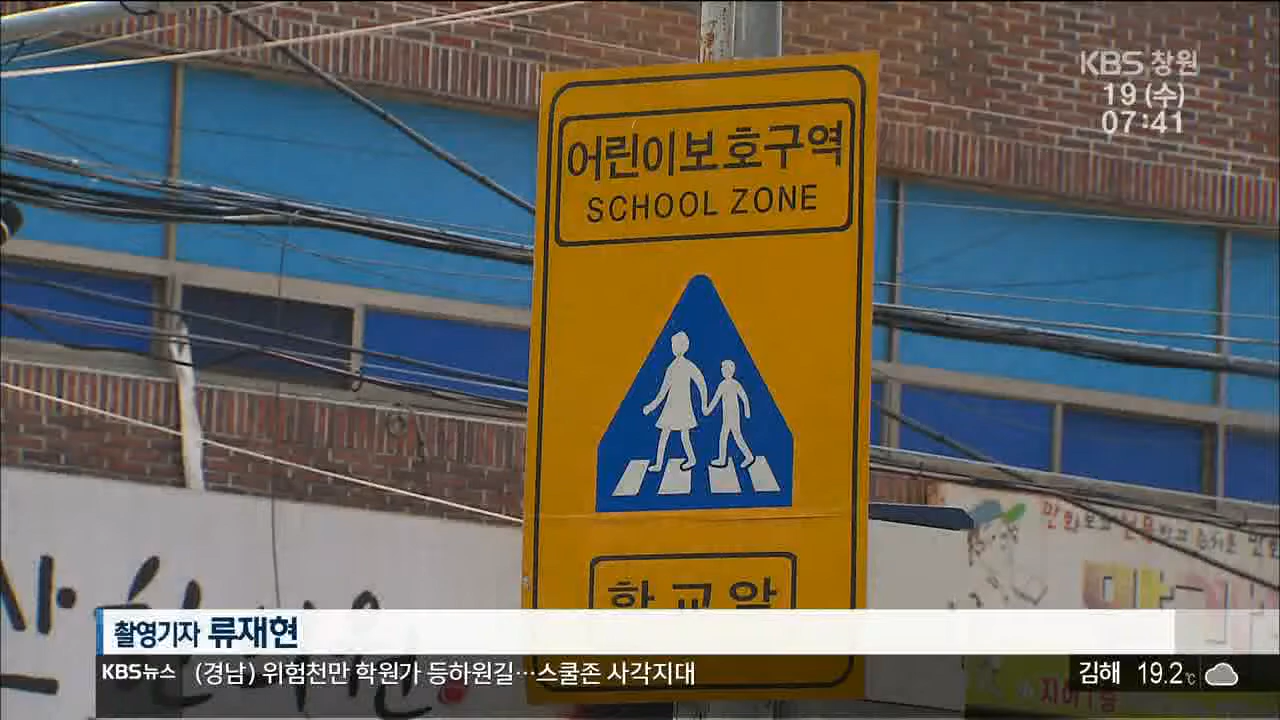 KBS 창원
19 (수)
07:41
어린이보호구역
SCHOOL ZONE
학교앞
촬영기자 류재현
KBS뉴스 (경남) 위험천만 학원가 등하원길…스쿨존 사각지대
김해 19.2℃